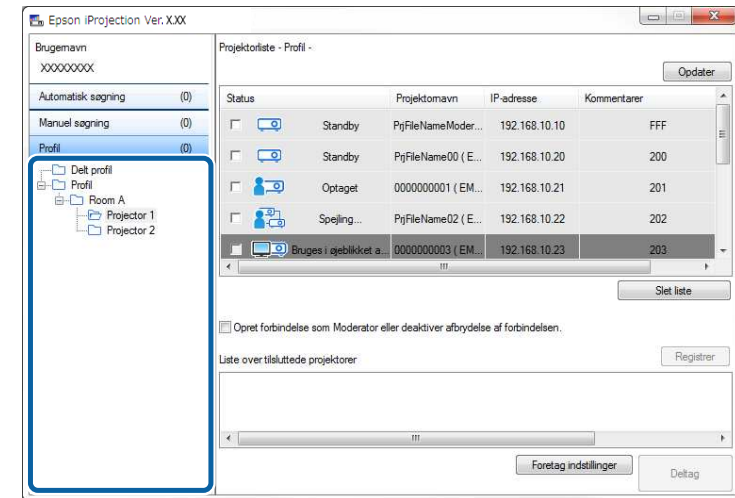 Epson iProjection Ver. X.XX
Brugernavn
XXXXXXXX
Automatisk søgning (0)
Manuel søgning (0)
Profil (0)
Delt profil
Profil
Room A
Projector 1
Projector 2
Projektorliste - Profil -
Opdater
Status Projektornavn IP-adresse Kommentarer
Standby PrjFileNameModer... 192.168.10.10 FFF
Standby PrjFileName00 ( E... 192.168.10.20 200
Optaget 0000000001 ( EM... 192.168.10.21 201
Spejling... PrjFileName02 ( E... 192.168.10.22 202
Bruges i øjeblikket a... 0000000003 ( EM... 192.168.10.23 203
Slet liste
Opret forbindelse som Moderator eller deaktiver afbrydelse af forbindelsen.
Liste over tilsluttede projektorer
Registrer
Foretag indstillinger
Deltag